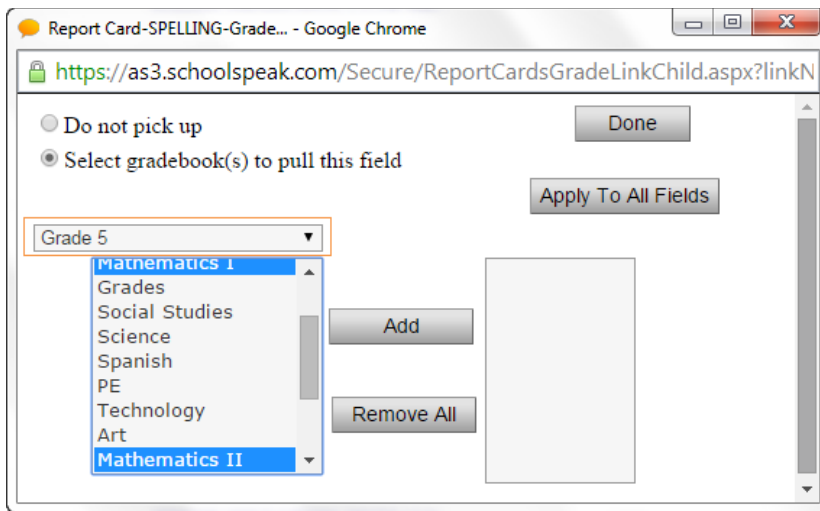 Report Card-SPELLING-Grade... - Google Chrome
https://as3.schoolspeak.com/Secure/ReportCardsGradeLinkChild.aspx?linkN
Do not pick up
Done
Select gradebook(s) to pull this field
Apply To All Fields
Grade 5
Mathematics I
Grades
Social Studies
Science
Spanish
PE
Technology
Art
Mathematics II
Add
Remove All